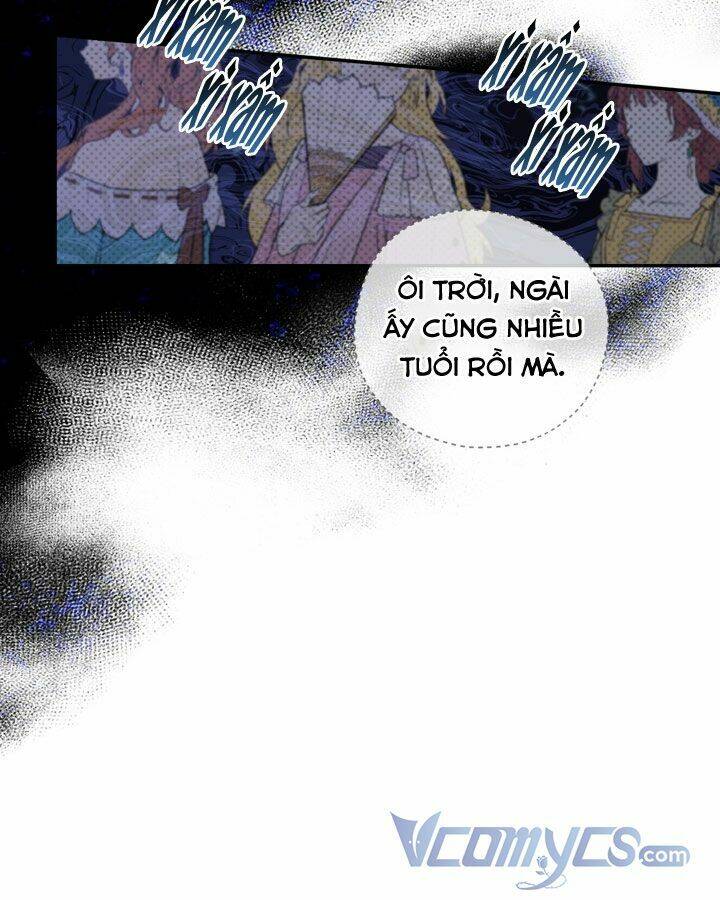 xì xầm
xì xầm
xì xầm
xì xầm
ÔI TRỜI, NGÀI
ẤY CŨNG NHIỀU
TUỔI RỒI MÀ.
VCOMYCS.com